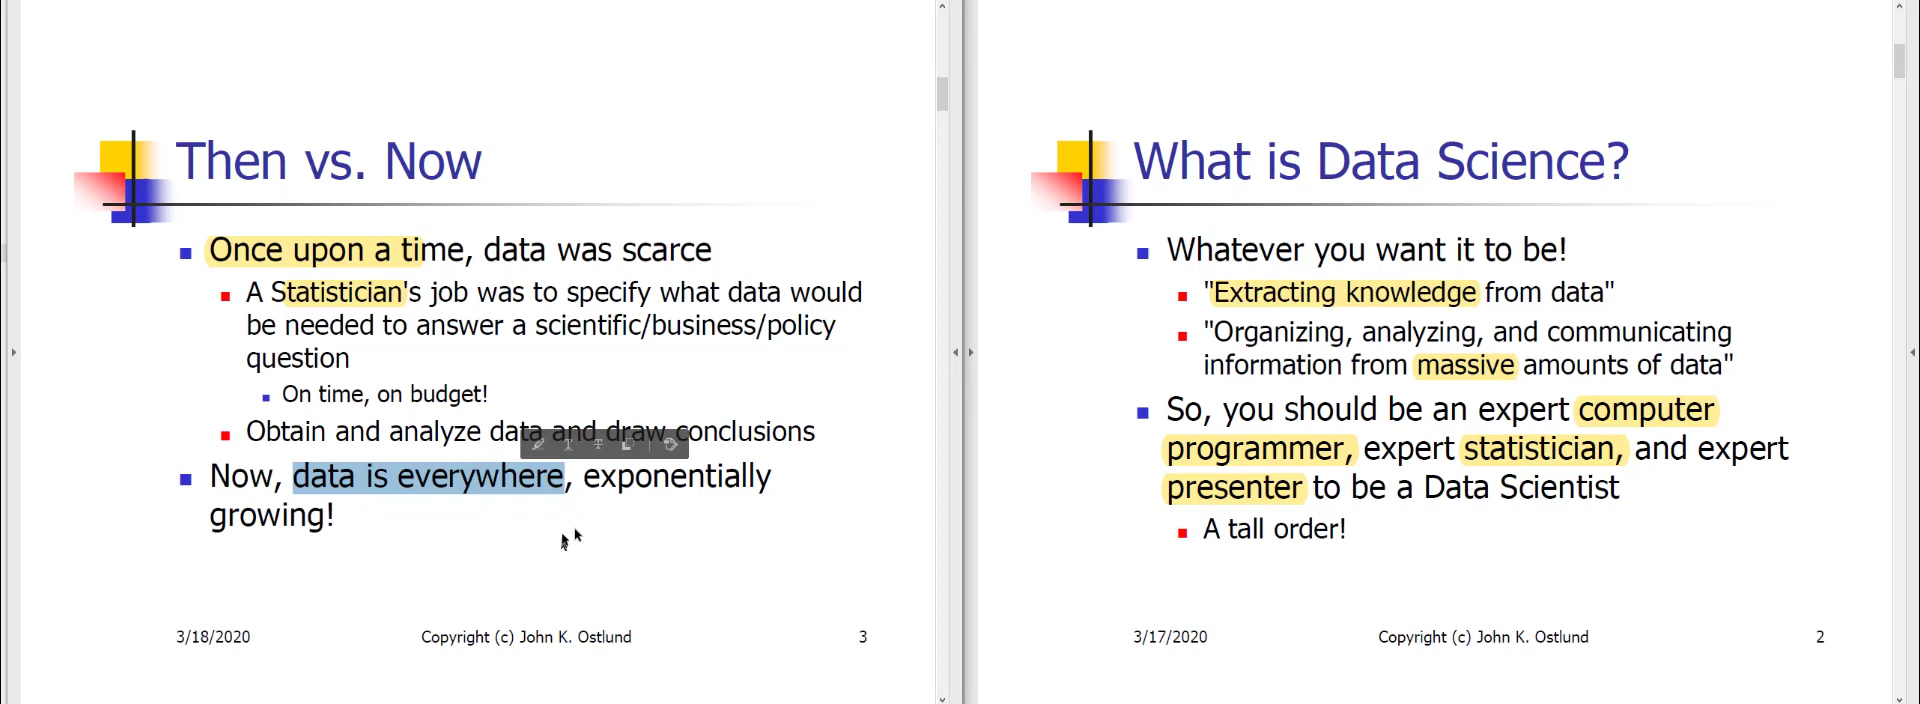 Then vs. Now
Once upon a time, data was scarce
A Statistician's job was to specify what data would
be needed to answer a scientific/business/policy
question
On time, on budget!
Obtain and analyze data and draw conclusions
Now, data is everywhere, exponentially
growing!
3/18/2020 Copyright (c) John K. Ostlund 3
What is Data Science?
Whatever you want it to be!
"Extracting knowledge from data"
"Organizing, analyzing, and communicating
information from massive amounts of data"
So, you should be an expert computer
programmer, expert statistician, and expert
presenter to be a Data Scientist
A tall order!
3/17/2020 Copyright (c) John K. Ostlund 2